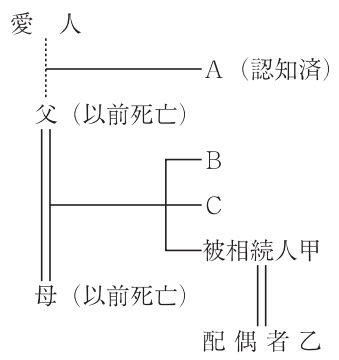 愛人
A（認知済）
父（以前死亡）
B
C
被相続人甲
母（以前死亡）
配偶者乙